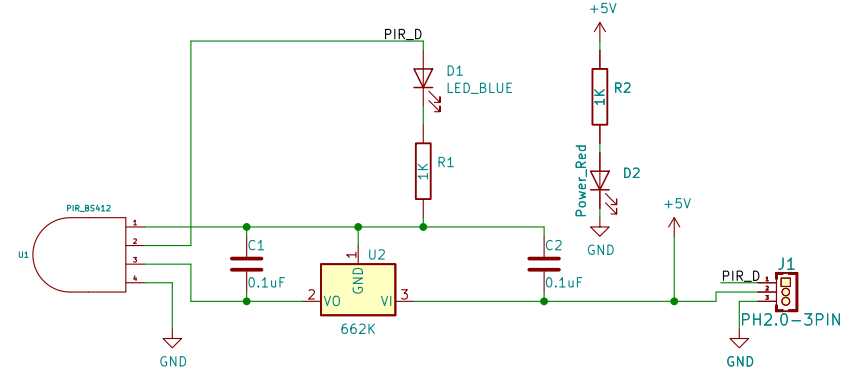 +5V
PIR_D
D1
LED_BLUE
1K
R2
1K
R1
Power_Red
D2
PIR_BS412
U1
1
2
3
4
+5V
GND
C1
0.1uF
1
GND
U2
2
VO
VI
3
662K
C2
0.1uF
J1
PIR_D
1
2
3
PH2.0-3PIN
GND
GND